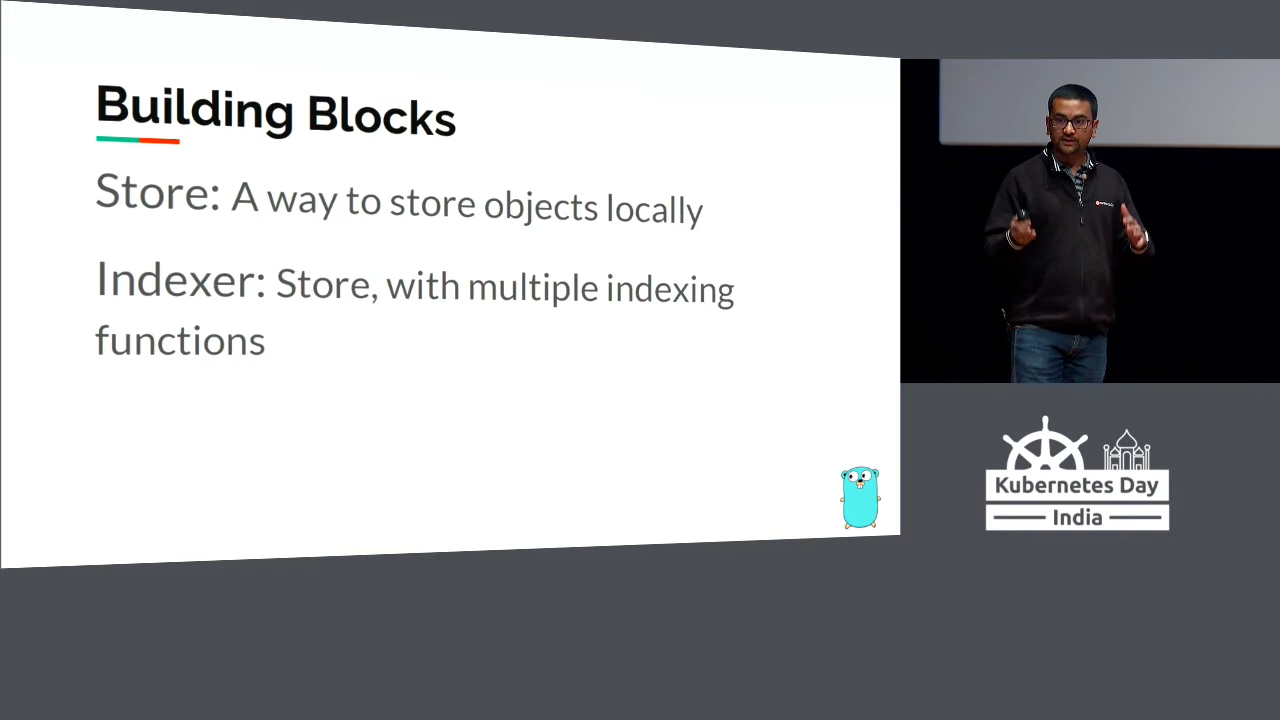 Building Blocks
Store: A way to store objects locally
Indexer: Store, with multiple indexing
functions
Kubernetes Day
India